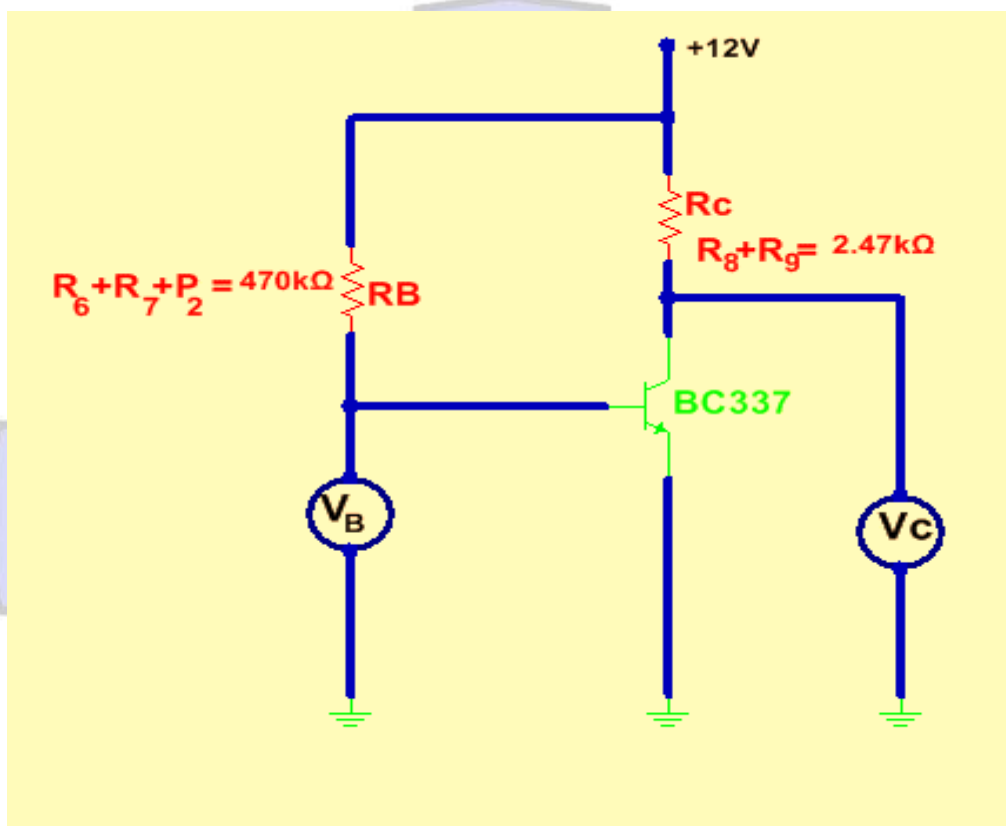 +12V
Rc
R8+R9= 2.47kΩ
R6+R7+P2 = 470kΩ
RB
BC337
VB
Vc